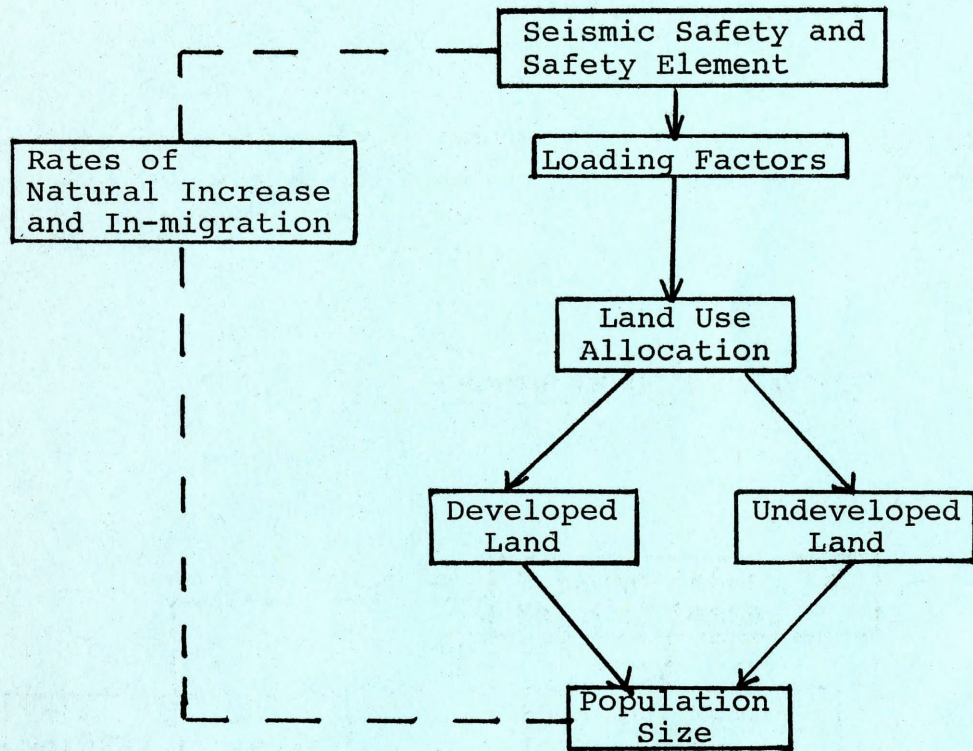 Seismic Safety and
Safety Element
Rates of
Natural Increase
and In-migration
Loading Factors
Land Use
Allocation
Developed
Land
Undeveloped
Land
Population
Size